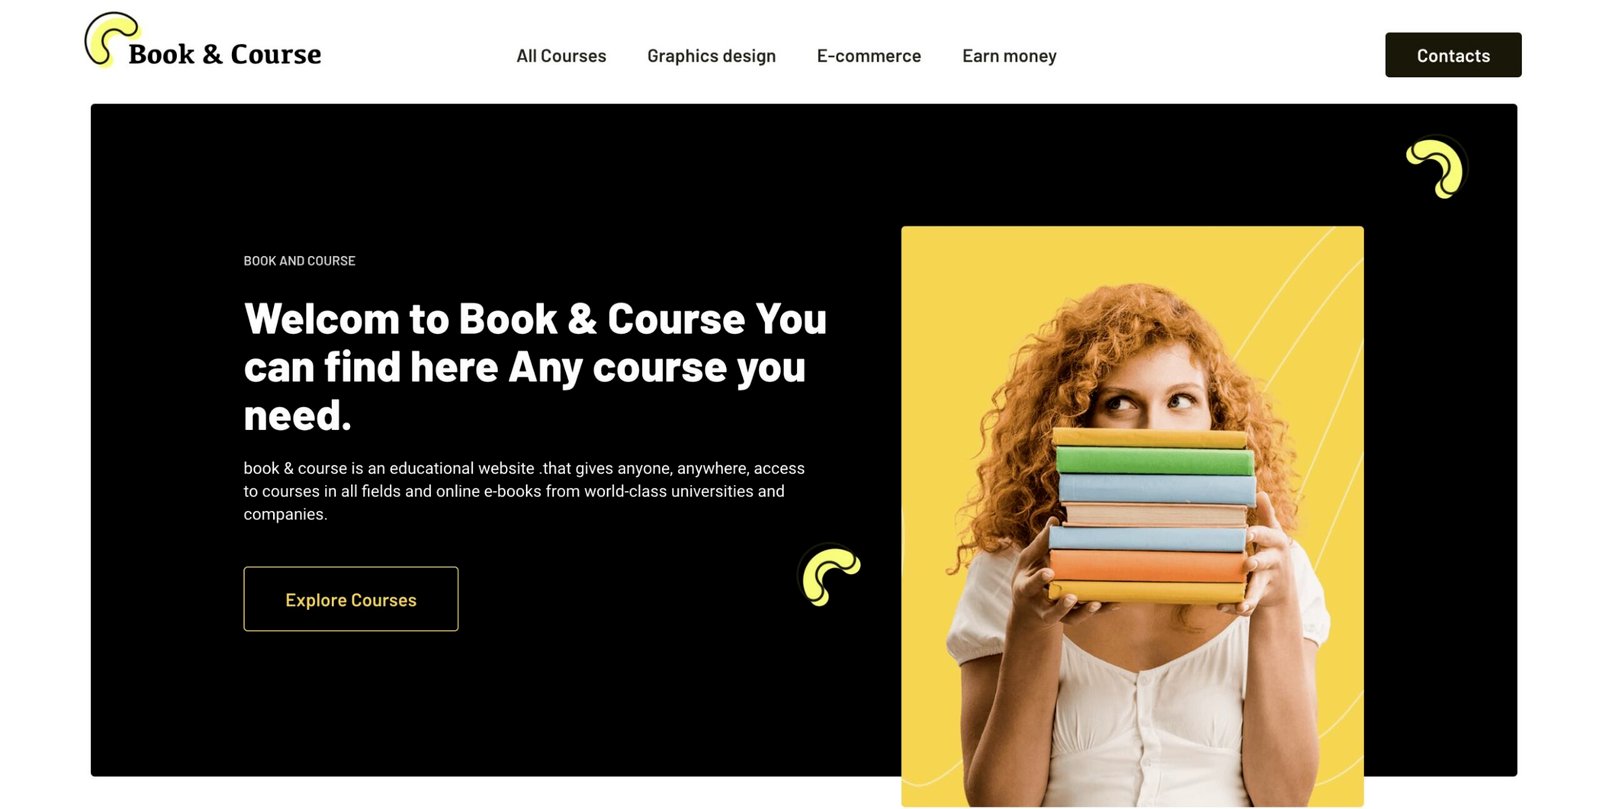 Book & Course
All Courses
Graphics design
E-commerce
Earn money
Contacts
BOOK AND COURSE
Welcom to Book & Course You
can find here Any course you
need.
book & course is an educational website .that gives anyone, anywhere, access
to courses in all fields and online e-books from world-class universities and
companies.
Explore Courses